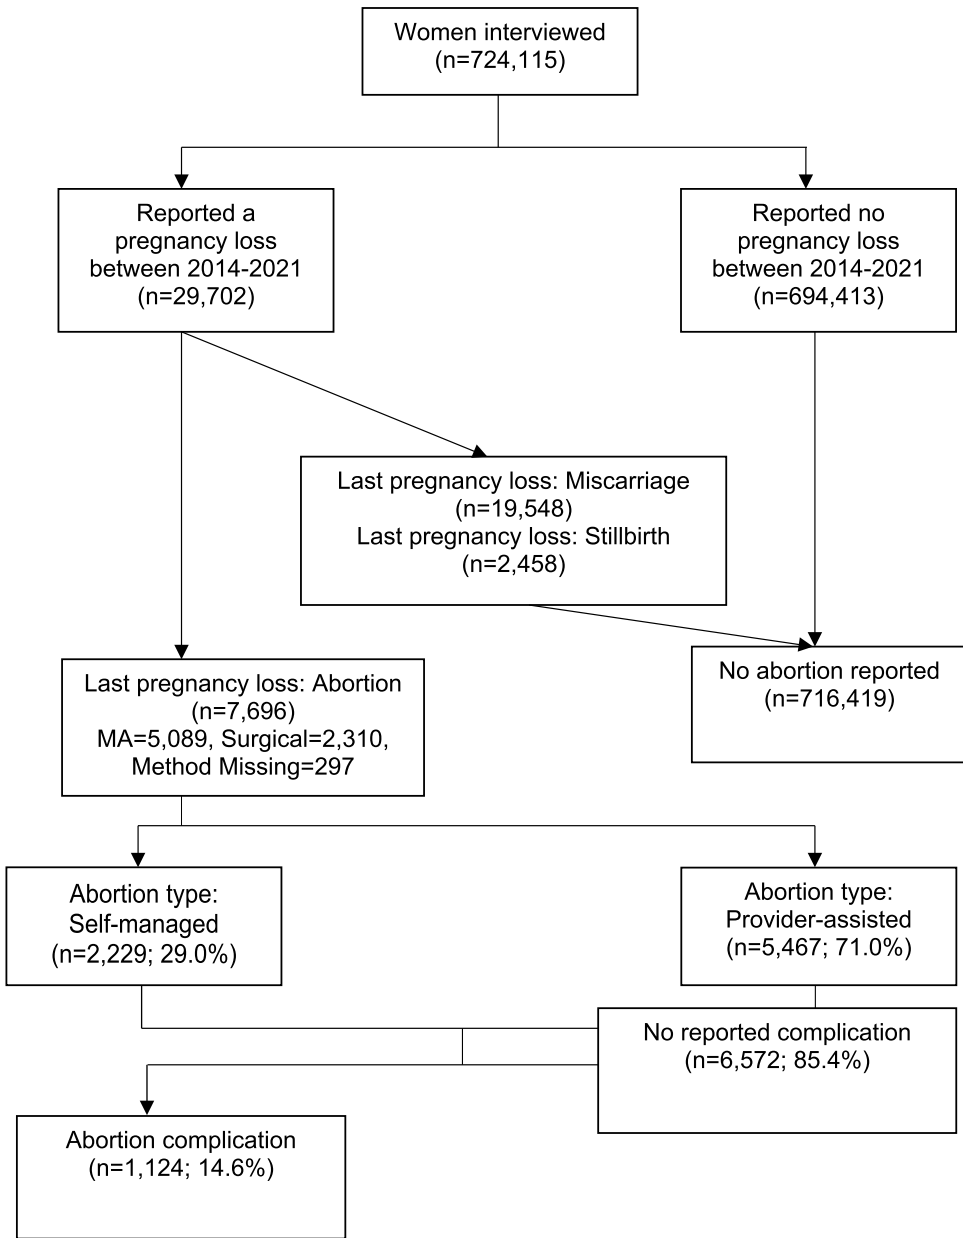 Women interviewed
(n=724,115)
Reported a
pregnancy loss
between 2014-2021
(n=29,702)
Reported no
pregnancy loss
between 2014-2021
(n=694,413)
Last pregnancy loss: Miscarriage
(n=19,548)
Last pregnancy loss: Stillbirth
(n=2,458)
Last pregnancy loss: Abortion
(n=7,696)
MA=5,089, Surgical=2,310,
Method Missing=297
No abortion reported
(n=716,419)
Abortion type:
Self-managed
(n=2,229; 29.0%)
Abortion type:
Provider-assisted
(n=5,467; 71.0%)
No reported complication
(n=6,572; 85.4%)
Abortion complication
(n=1,124; 14.6%)